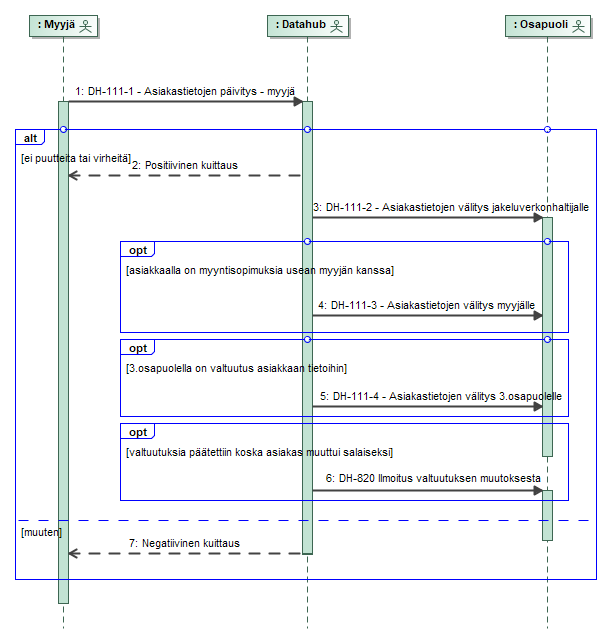 : Myyjä
: Datahub
: Osapuoli
1: DH-111-1 - Asiakastietojen päivitys - myyjä
alt
[ei puutteita tai virheitä]
2: Positiivinen kuittaus
3: DH-111-2 - Asiakastietojen välitys jakeluverkonhaltijalle
opt
[asiakkaalla on myyntisopimuksia usean myyjän kanssa]
4: DH-111-3 - Asiakastietojen välitys myyjälle
opt
[3.osapuolella on valtuutus asiakkaan tietoihin]
5: DH-111-4 - Asiakastietojen välitys 3.osapuolelle
opt
[valtuutuksia päätettiin koska asiakas muuttui salaiseksi]
6: DH-820 Ilmoitus valtuutuksen muutoksesta
[muuten]
7: Negatiivinen kuittaus